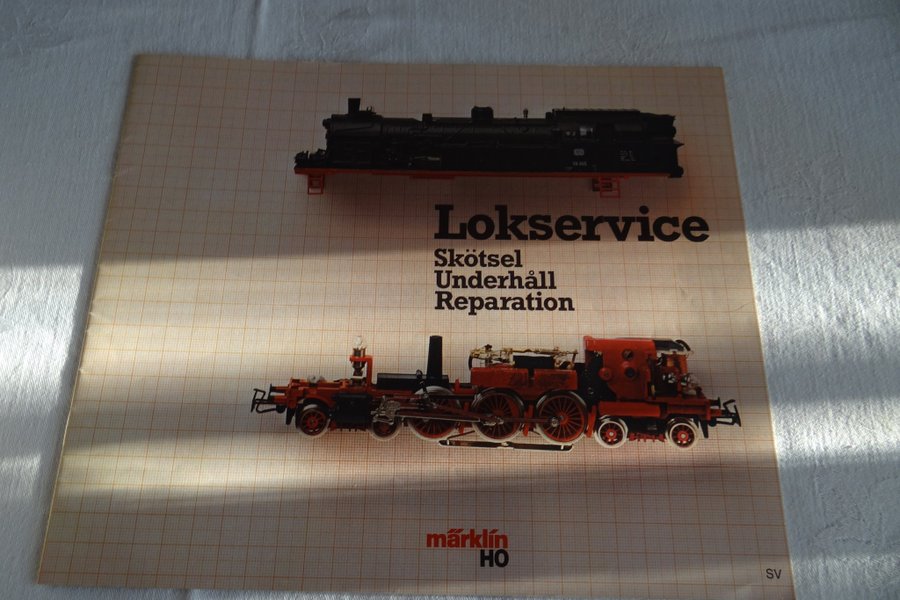 Lokservice
Skötsel
Underhåll
Reparation
märklin
HO
SV